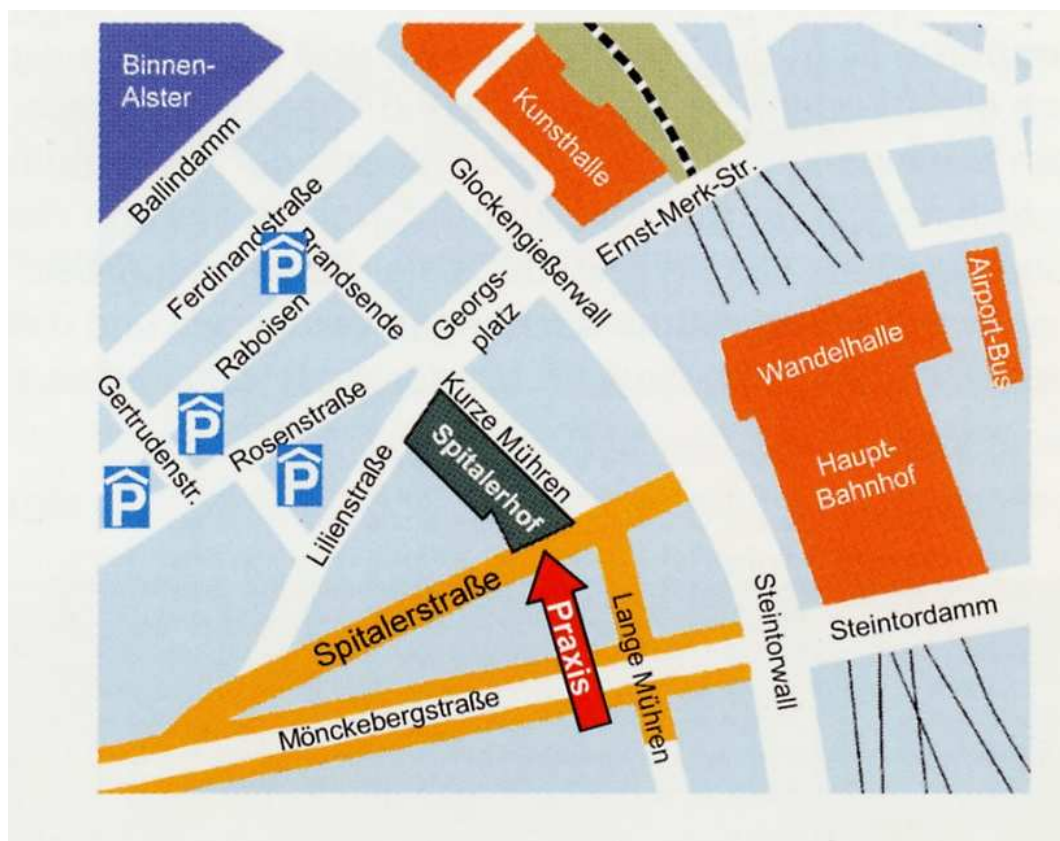 Binnen-
Alster
Ballindamm
Kunsthalle
Glockengießerwall
Ernst-Merk-Str.
Ferdinandstraße
Brandsende
P
Raboisen
Georgs-
platz
Airport-Bus
Wandelhalle
Gertrudenstr.
P
Rosenstraße
P
P
Kurze Mühren
Spitalerhof
Haupt-
Bahnhof
Lilienstraße
Spitalerstraße
Praxis
Lange Mühren
Steintorwall
Steintordamm
Mönckebergstraße